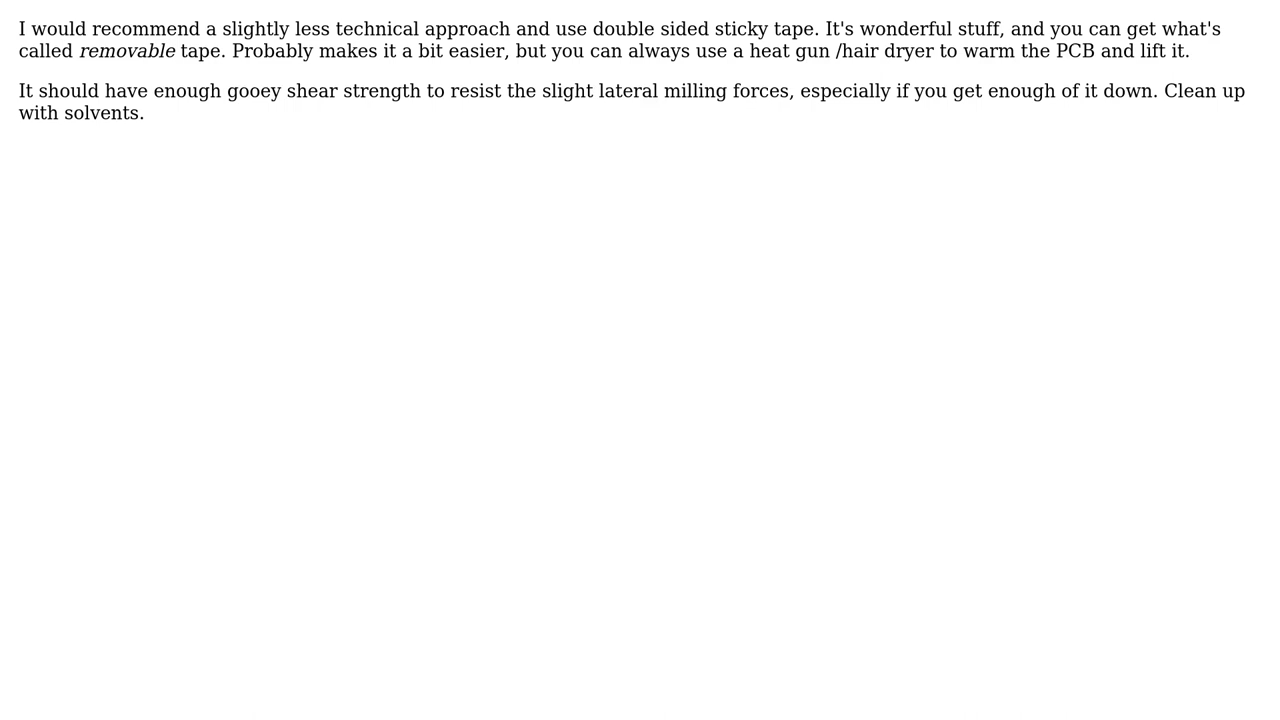 I would recommend a slightly less technical approach and use double sided sticky tape. It's wonderful stuff, and you can get what's
called removable tape. Probably makes it a bit easier, but you can always use a heat gun /hair dryer to warm the PCB and lift it.
It should have enough gooey shear strength to resist the slight lateral milling forces, especially if you get enough of it down. Clean up
with solvents.